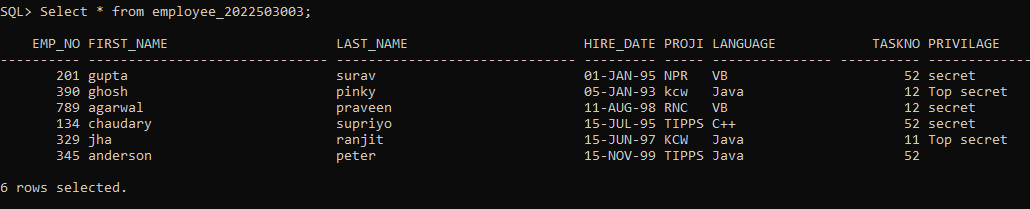 SQL> Select * from employee_2022503003;
    EMP_NO FIRST_NAME                     LAST_NAME                      HIRE_DATE PROJI LANGUAGE            TASKNO PRIVILAGE
---------- ------------------------------ ------------------------------ --------- ----- --------------- ---------- ---------------
       201 gupta                          surav                          01-JAN-95 NPR   VB                      52 secret
       390 ghosh                          pinky                          05-JAN-93 kcw   Java                    12 Top secret
       789 agarwal                        praveen                        11-AUG-98 RNC   VB                      12 secret
       134 chaudary                       supriyo                        15-JUL-95 TIPPS C++                     52 secret
       329 jha                            ranjit                         15-JUN-97 KCW   Java                    11 Top secret
       345 anderson                       peter                          15-NOV-99 TIPPS Java                    52
6 rows selected.